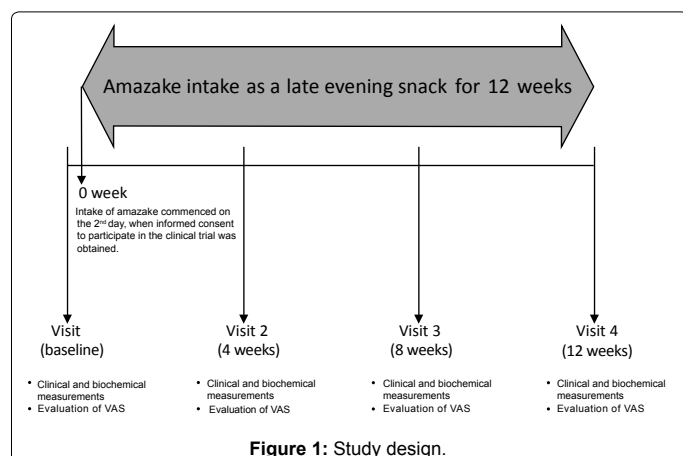 Amazake intake as a late evening snack for 12 weeks
0 week
Intake of amazake commenced on
the 2nd day, when informed consent
to participate in the clinical trial was
obtained.
Visit
(baseline)
• Clinical and biochemical
measurements
• Evaluation of VAS
Visit 2
(4 weeks)
• Clinical and biochemical
measurements
• Evaluation of VAS
Visit 3
(8 weeks)
• Clinical and biochemical
measurements
• Evaluation of VAS
Visit 4
(12 weeks)
• Clinical and biochemical
measurements
• Evaluation of VAS
Figure 1: Study design.